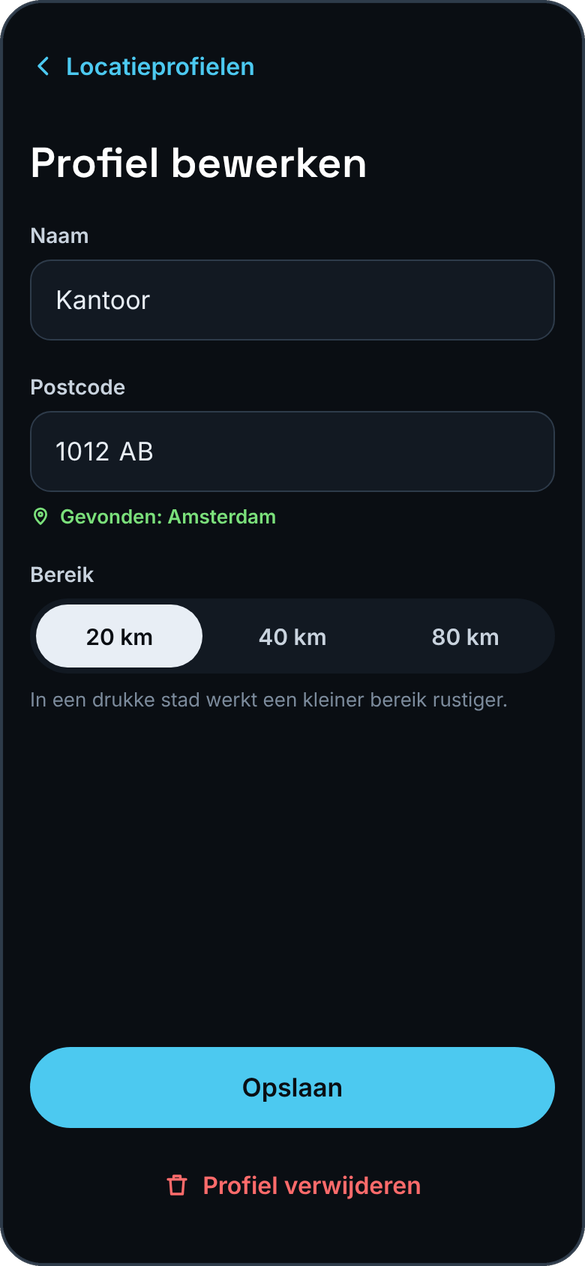 Locatieprofielen
Profiel bewerken
Naam
Kantoor
Postcode
1012 AB
Gevonden: Amsterdam
Bereik
20 km 40 km 80 km
In een drukke stad werkt een kleiner bereik rustiger.
Opslaan
Profiel verwijderen